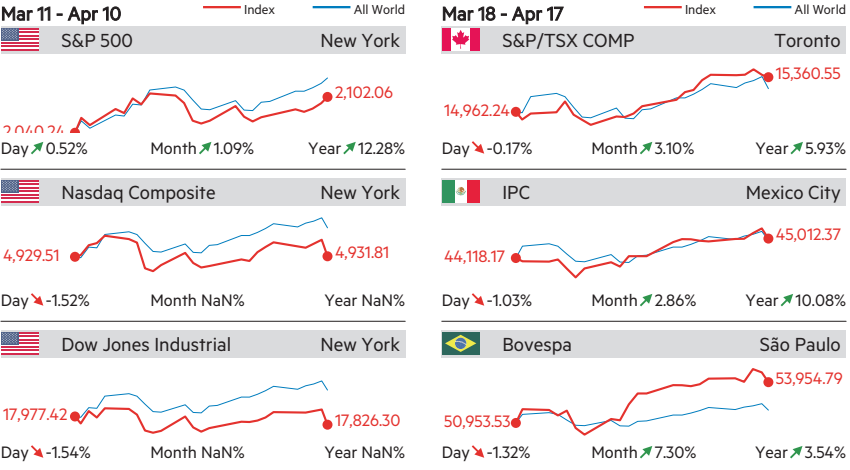 Mar 11 - Apr 10
Index
All World
S&P 500
New York
2,102.06
2,040.24
Day 0.52%
Month 1.09%
Year 12.28%
Nasdaq Composite
New York
4,929.51
4,931.81
Day -1.52%
Month NaN%
Year NaN%
Dow Jones Industrial
New York
17,977.42
17,826.30
Day -1.54%
Month NaN%
Year NaN%
Mar 18 - Apr 17
Index
All World
S&P/TSX COMP
Toronto
15,360.55
14,962.24
Day -0.17%
Month 3.10%
Year 5.93%
IPC
Mexico City
45,012.37
44,118.17
Day -1.03%
Month 2.86%
Year 10.08%
Bovespa
São Paulo
53,954.79
50,953.53
Day -1.32%
Month 7.30%
Year 3.54%